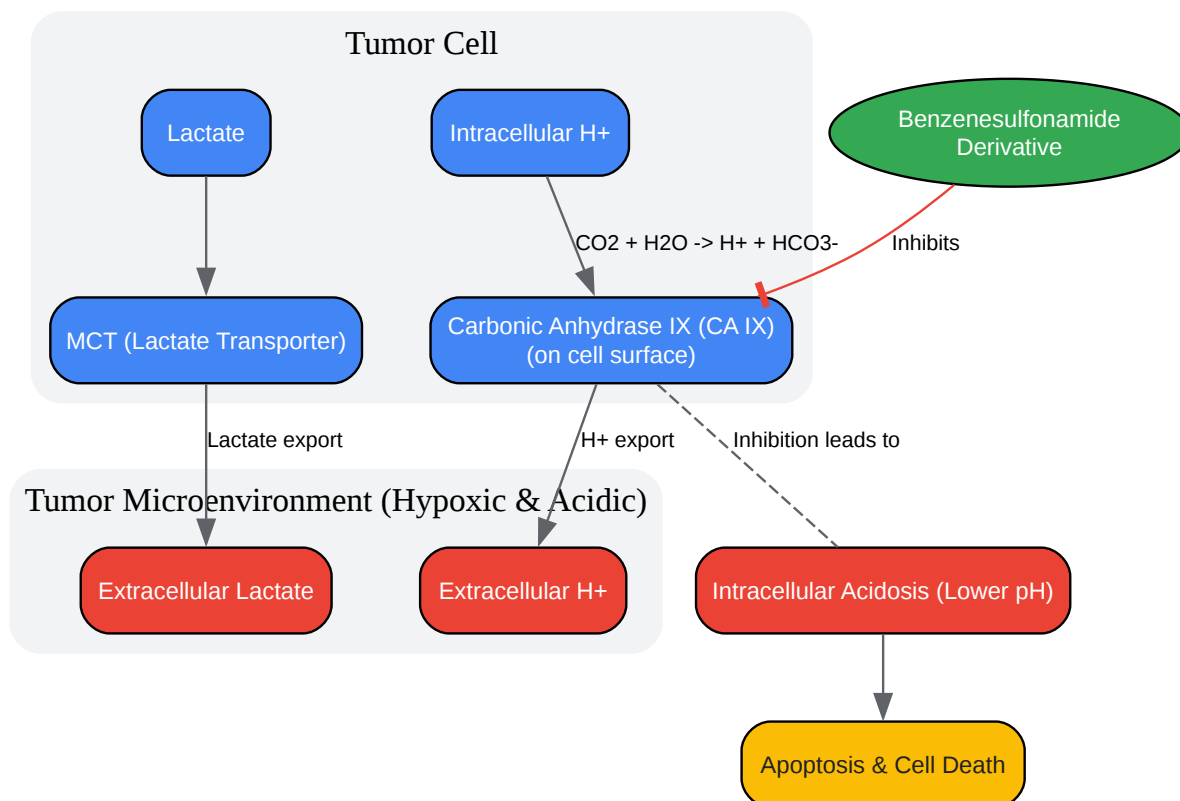 Tumor Cell
Lactate
Intracellular H+
Benzenesulfonamide
Derivative
CO2 + H2O -> H+ + HCO3-
Inhibits
MCT (Lactate Transporter)
Carbonic Anhydrase IX (CA IX)
(on cell surface)
Lactate export
H+ export
Inhibition leads to
Tumor Microenvironment (Hypoxic & Acidic)
Extracellular Lactate
Extracellular H+
Intracellular Acidosis (Lower pH)
Apoptosis & Cell Death